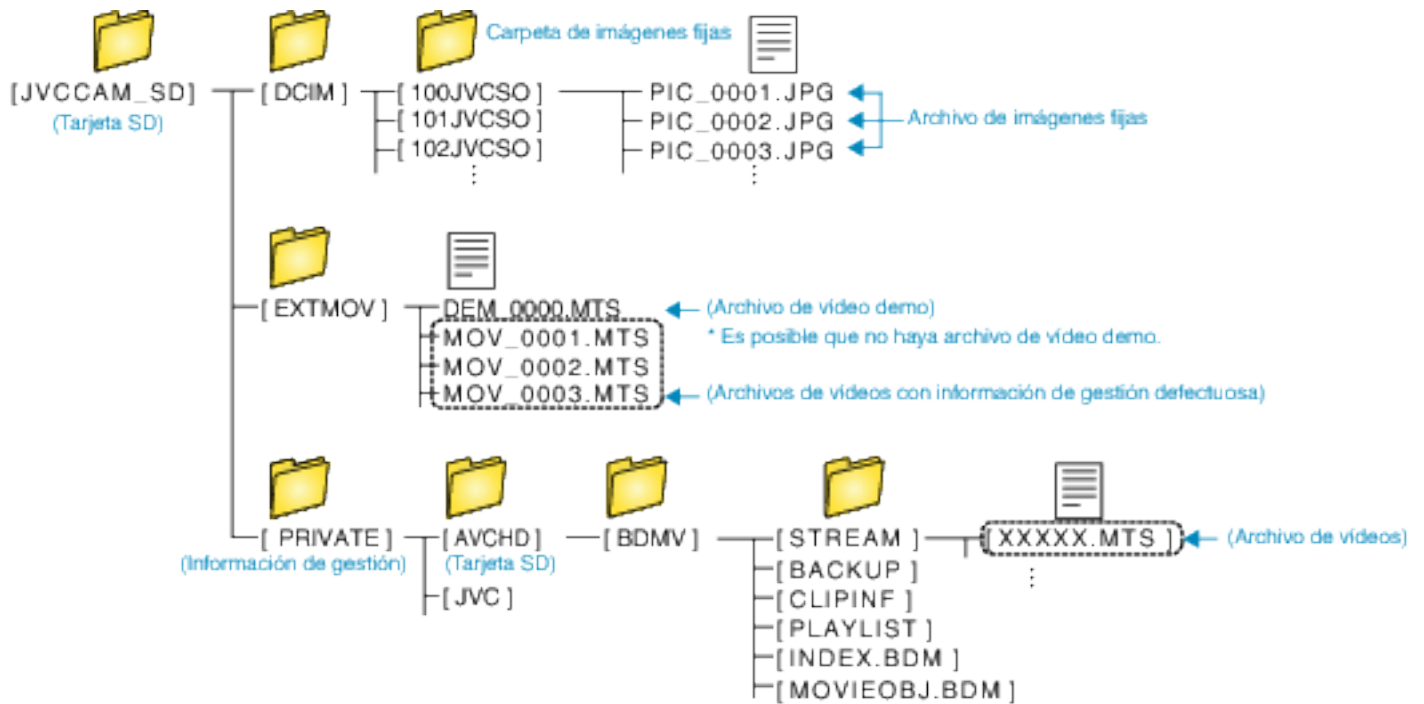 Carpeta de imágenes fijas
[JVCCAM_SD] [DCIM] [100JVCSO] PIC_0001.JPG
(Tarjeta SD) [101JVCSO] PIC_0002.JPG Archivo de imágenes fijas
[102JVCSO] PIC_0003.JPG
[EXTMOV] DEM_0000.MTS (Archivo de vídeo demo)
MOV_0001.MTS * Es posible que no haya archivo de vídeo demo.
MOV_0002.MTS
MOV_0003.MTS (Archivos de vídeos con información de gestión defectuosa)
[PRIVATE] [AVCHD] [BDMV] [STREAM] [XXXXX.MTS] (Archivo de vídeos)
(Información de gestión) (Tarjeta SD) [BACKUP]
[JVC] [CLIPINF]
[PLAYLIST]
[INDEX.BDM]
[MOVIEOBJ.BDM]